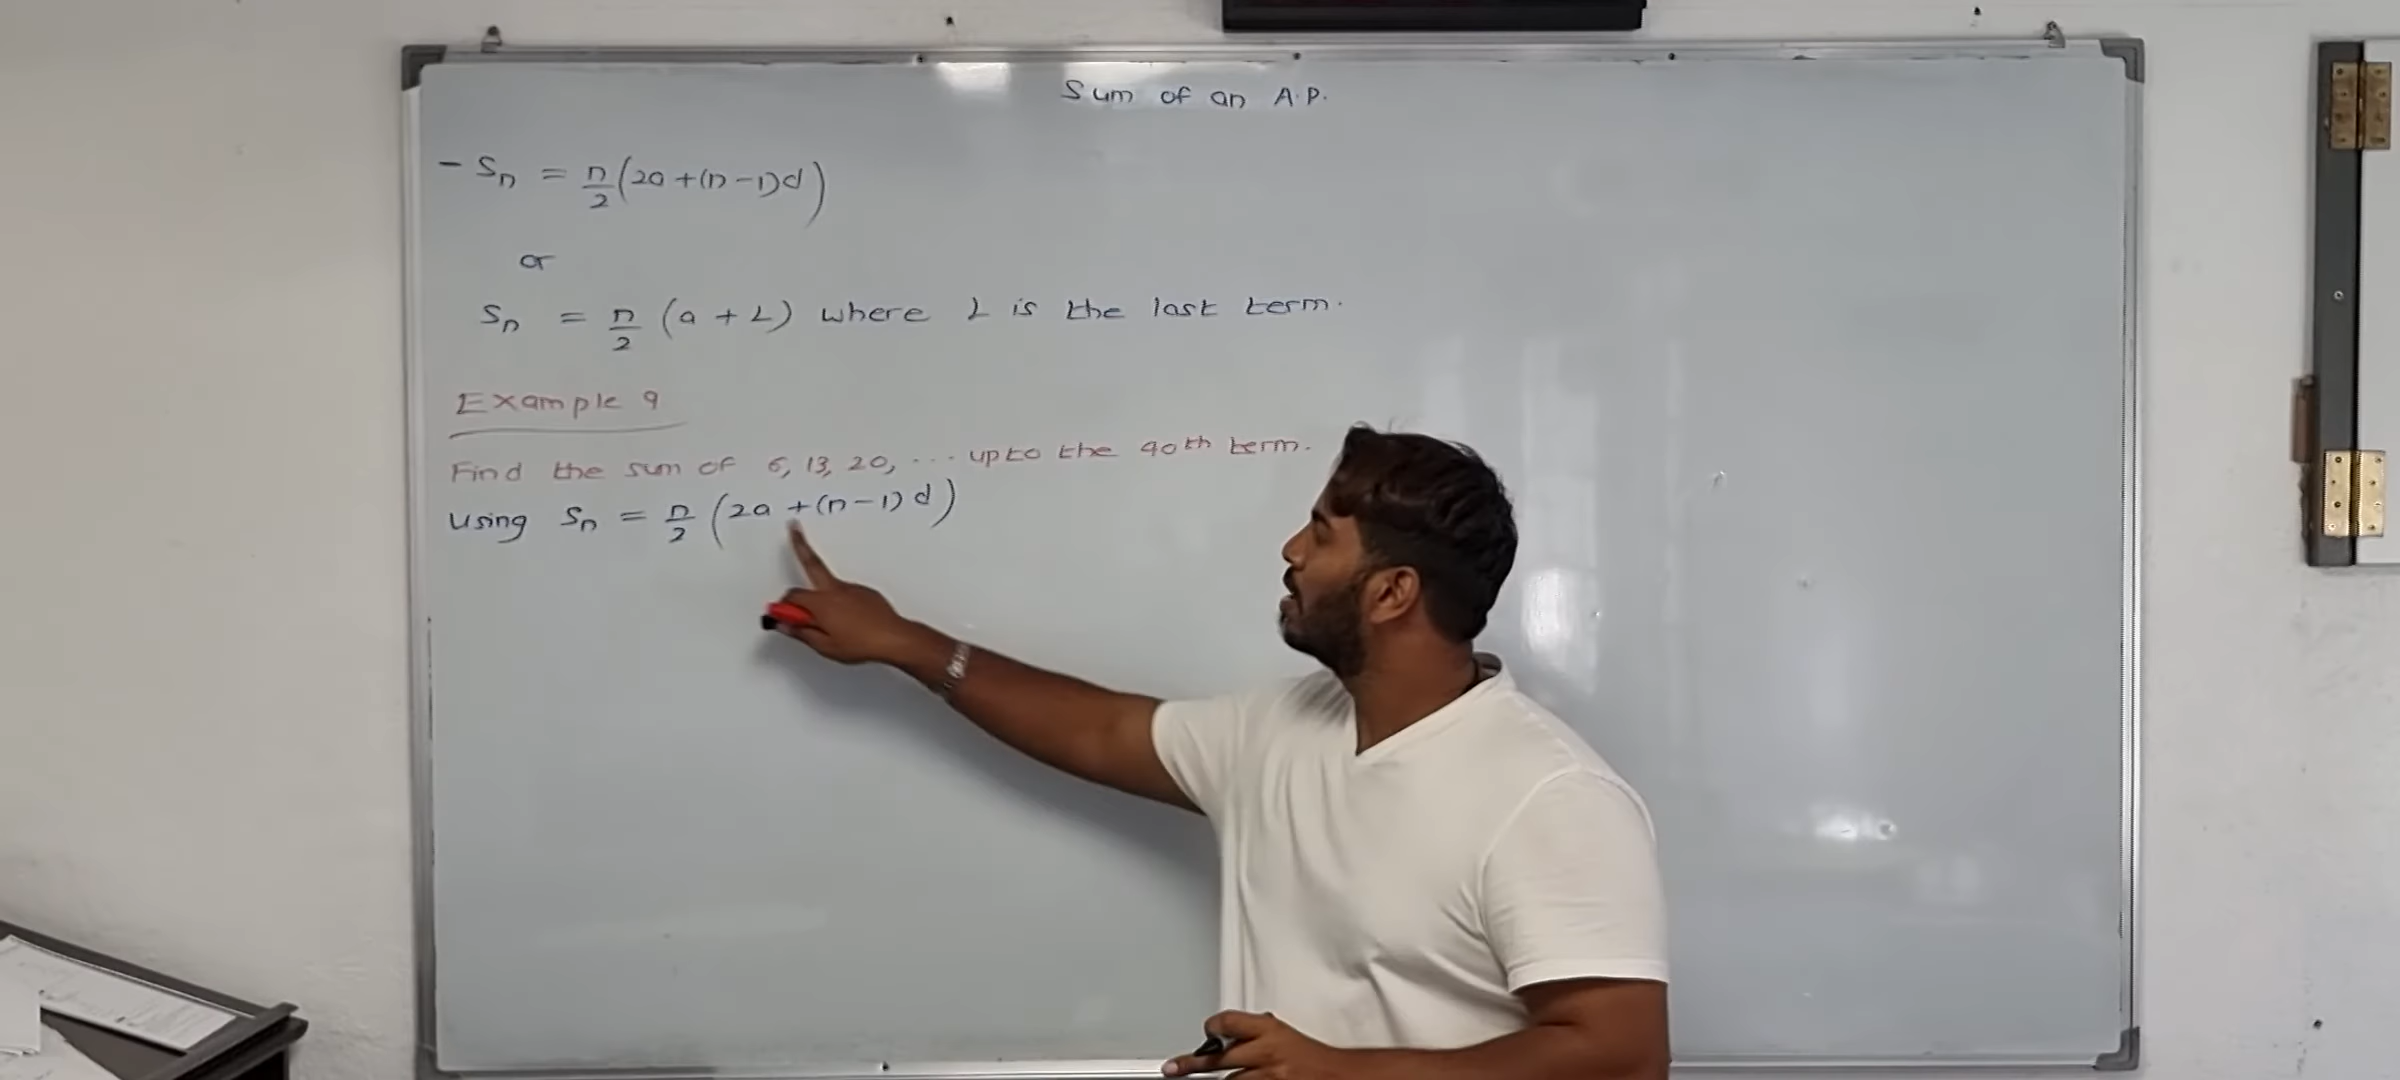 Sum of an A.P.
- Sn = n/2 (2a + (n - 1)d)
or
Sn = n/2 (a + L) where L is the last term.
Example 9
Find the sum of 6, 13, 20, ... upto the 40th term.
Using Sn = n/2 (2a + (n - 1) d)